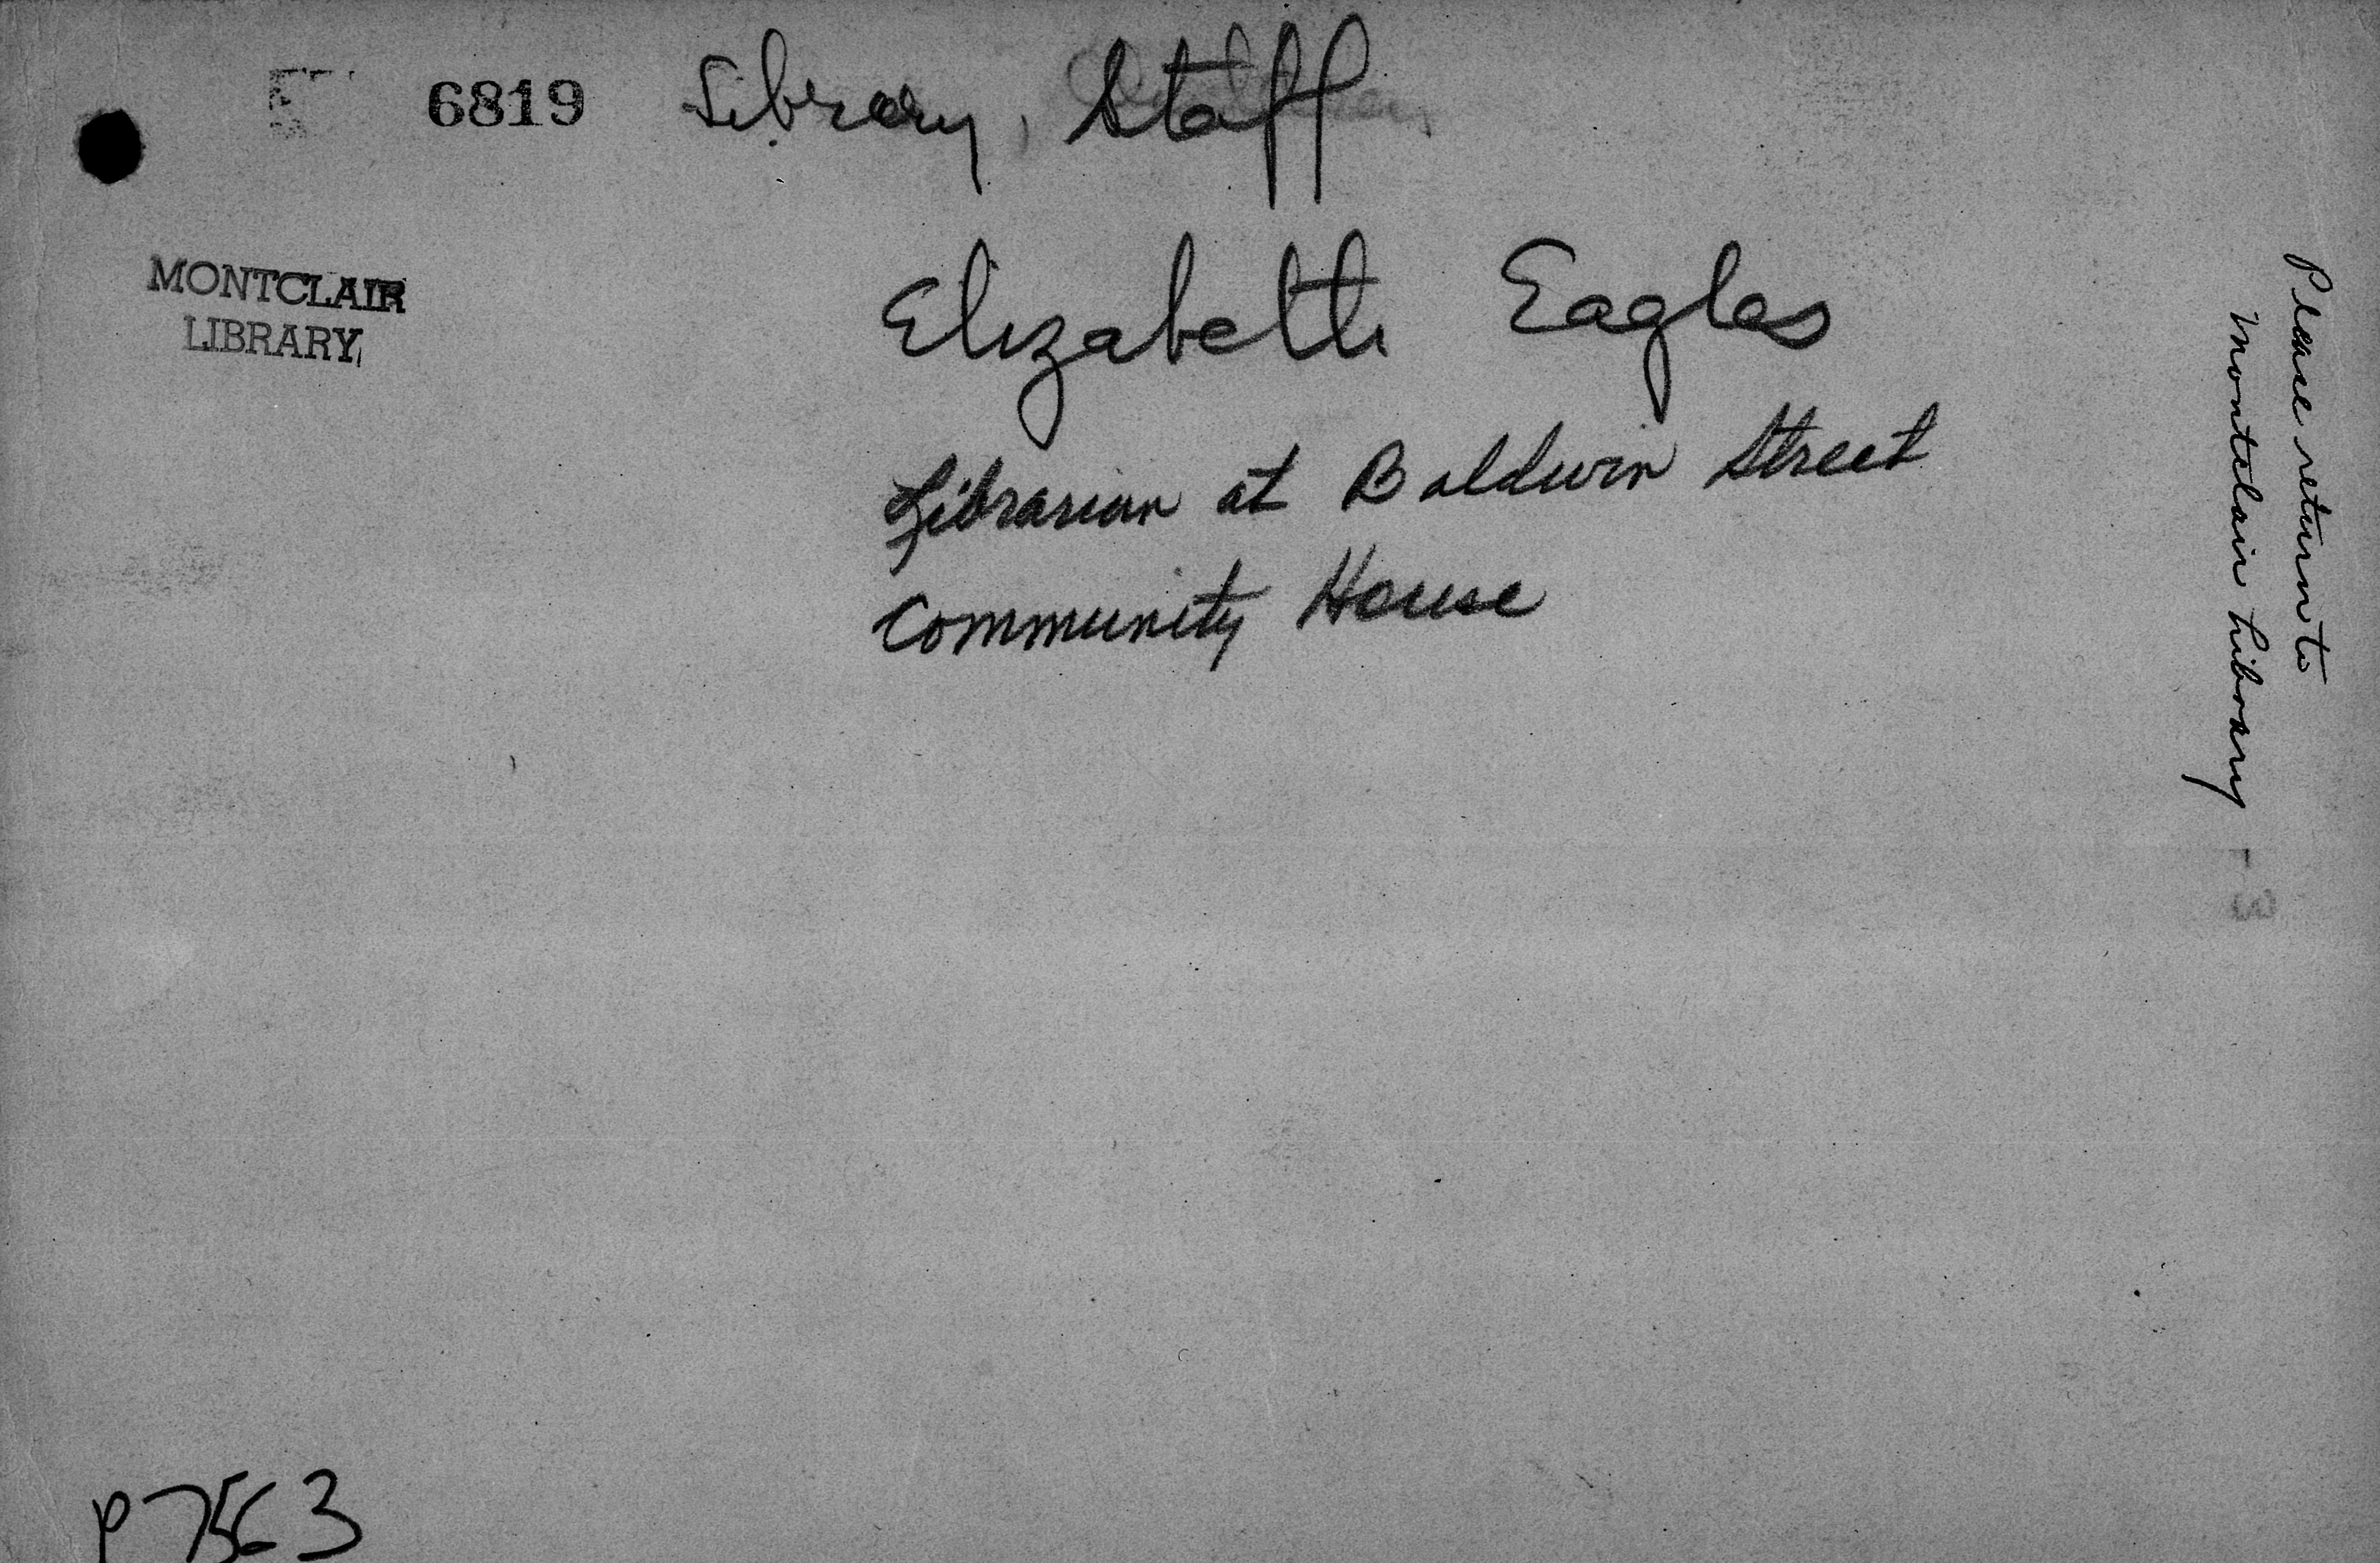 6819 Library, Staff
MONTCLAIR
LIBRARY
Elizabeth Eagles
Librarian at Baldwin Street
Community House
Please return to
Montclair Library
P7563